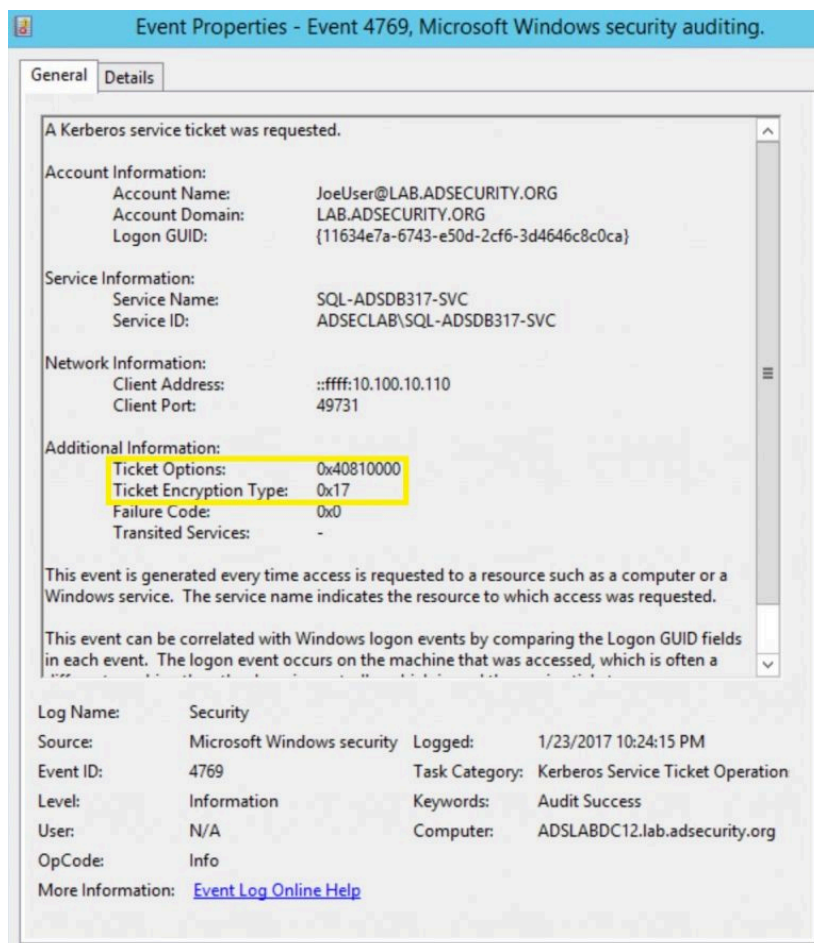 Event Properties - Event 4769, Microsoft Windows security auditing.
General Details
A Kerberos service ticket was requested.
Account Information:
Account Name: JoeUser@LAB.ADSECURITY.ORG
Account Domain: LAB.ADSECURITY.ORG
Logon GUID: {11634e7a-6743-e50d-2cf6-3d4646c8c0ca}
Service Information:
Service Name: SQL-ADSDB317-SVC
Service ID: ADSECLAB\SQL-ADSDB317-SVC
Network Information:
Client Address: ::ffff:10.100.10.110
Client Port: 49731
Additional Information:
Ticket Options: 0x40810000
Ticket Encryption Type: 0x17
Failure Code: 0x0
Transited Services: -
This event is generated every time access is requested to a resource such as a computer or a
Windows service. The service name indicates the resource to which access was requested.
This event can be correlated with Windows logon events by comparing the Logon GUID fields
in each event. The logon event occurs on the machine that was accessed, which is often a
Log Name: Security
Source: Microsoft Windows security Logged: 1/23/2017 10:24:15 PM
Event ID: 4769 Task Category: Kerberos Service Ticket Operation
Level: Information Keywords: Audit Success
User: N/A Computer: ADSLABDC12.lab.adsecurity.org
OpCode: Info
More Information: Event Log Online Help